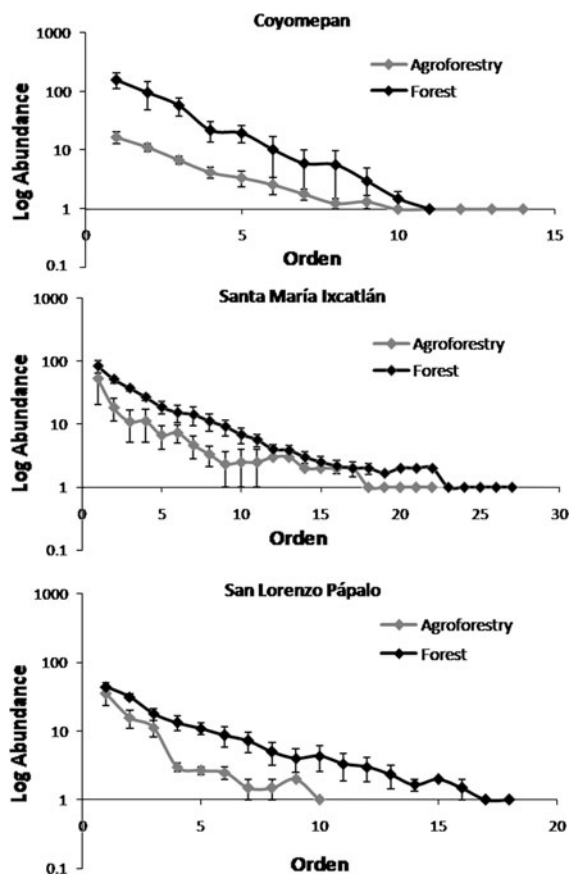 Coyomepan
1000
100
10
1
0.1
Log Abundance
Agroforestry
Forest
0 5 10 15
Orden
Santa María Ixcatlán
1000
100
10
1
0.1
Log Abundance
Agroforestry
Forest
0 5 10 15 20 25 30
Orden
San Lorenzo Pápalo
1000
100
10
1
0.1
Log Abundance
Agroforestry
Forest
0 5 10 15 20
Orden